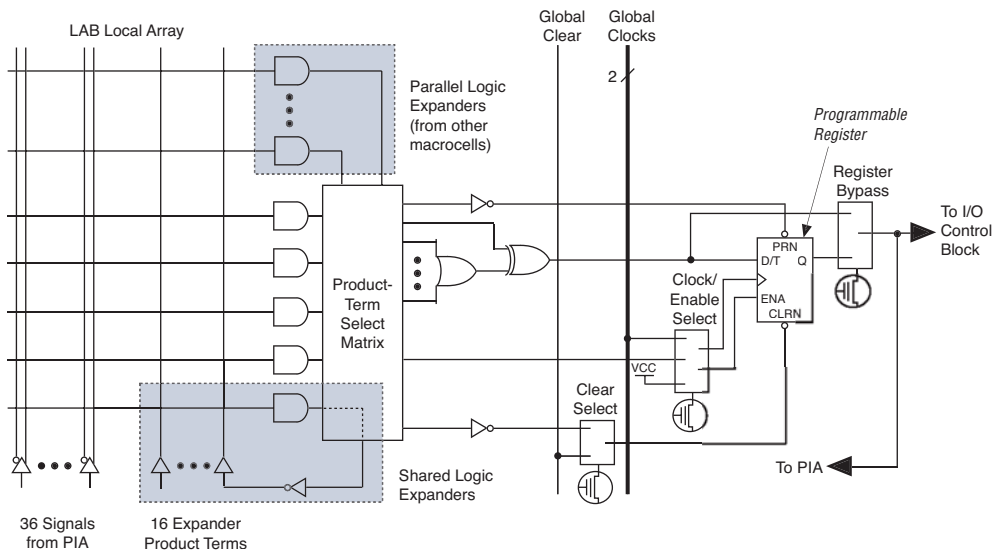 LAB Local Array
Global
Clear
Global
Clocks
2
Parallel Logic
Expanders
(from other
macrocells)
Programmable
Register
Register
Bypass
To I/O
Control
Block
PRN
D/T
Q
ENA
CLRN
Clock/
Enable
Select
Product-
Term
Select
Matrix
VCC
Clear
Select
To PIA
Shared Logic
Expanders
36 Signals
from PIA
16 Expander
Product Terms